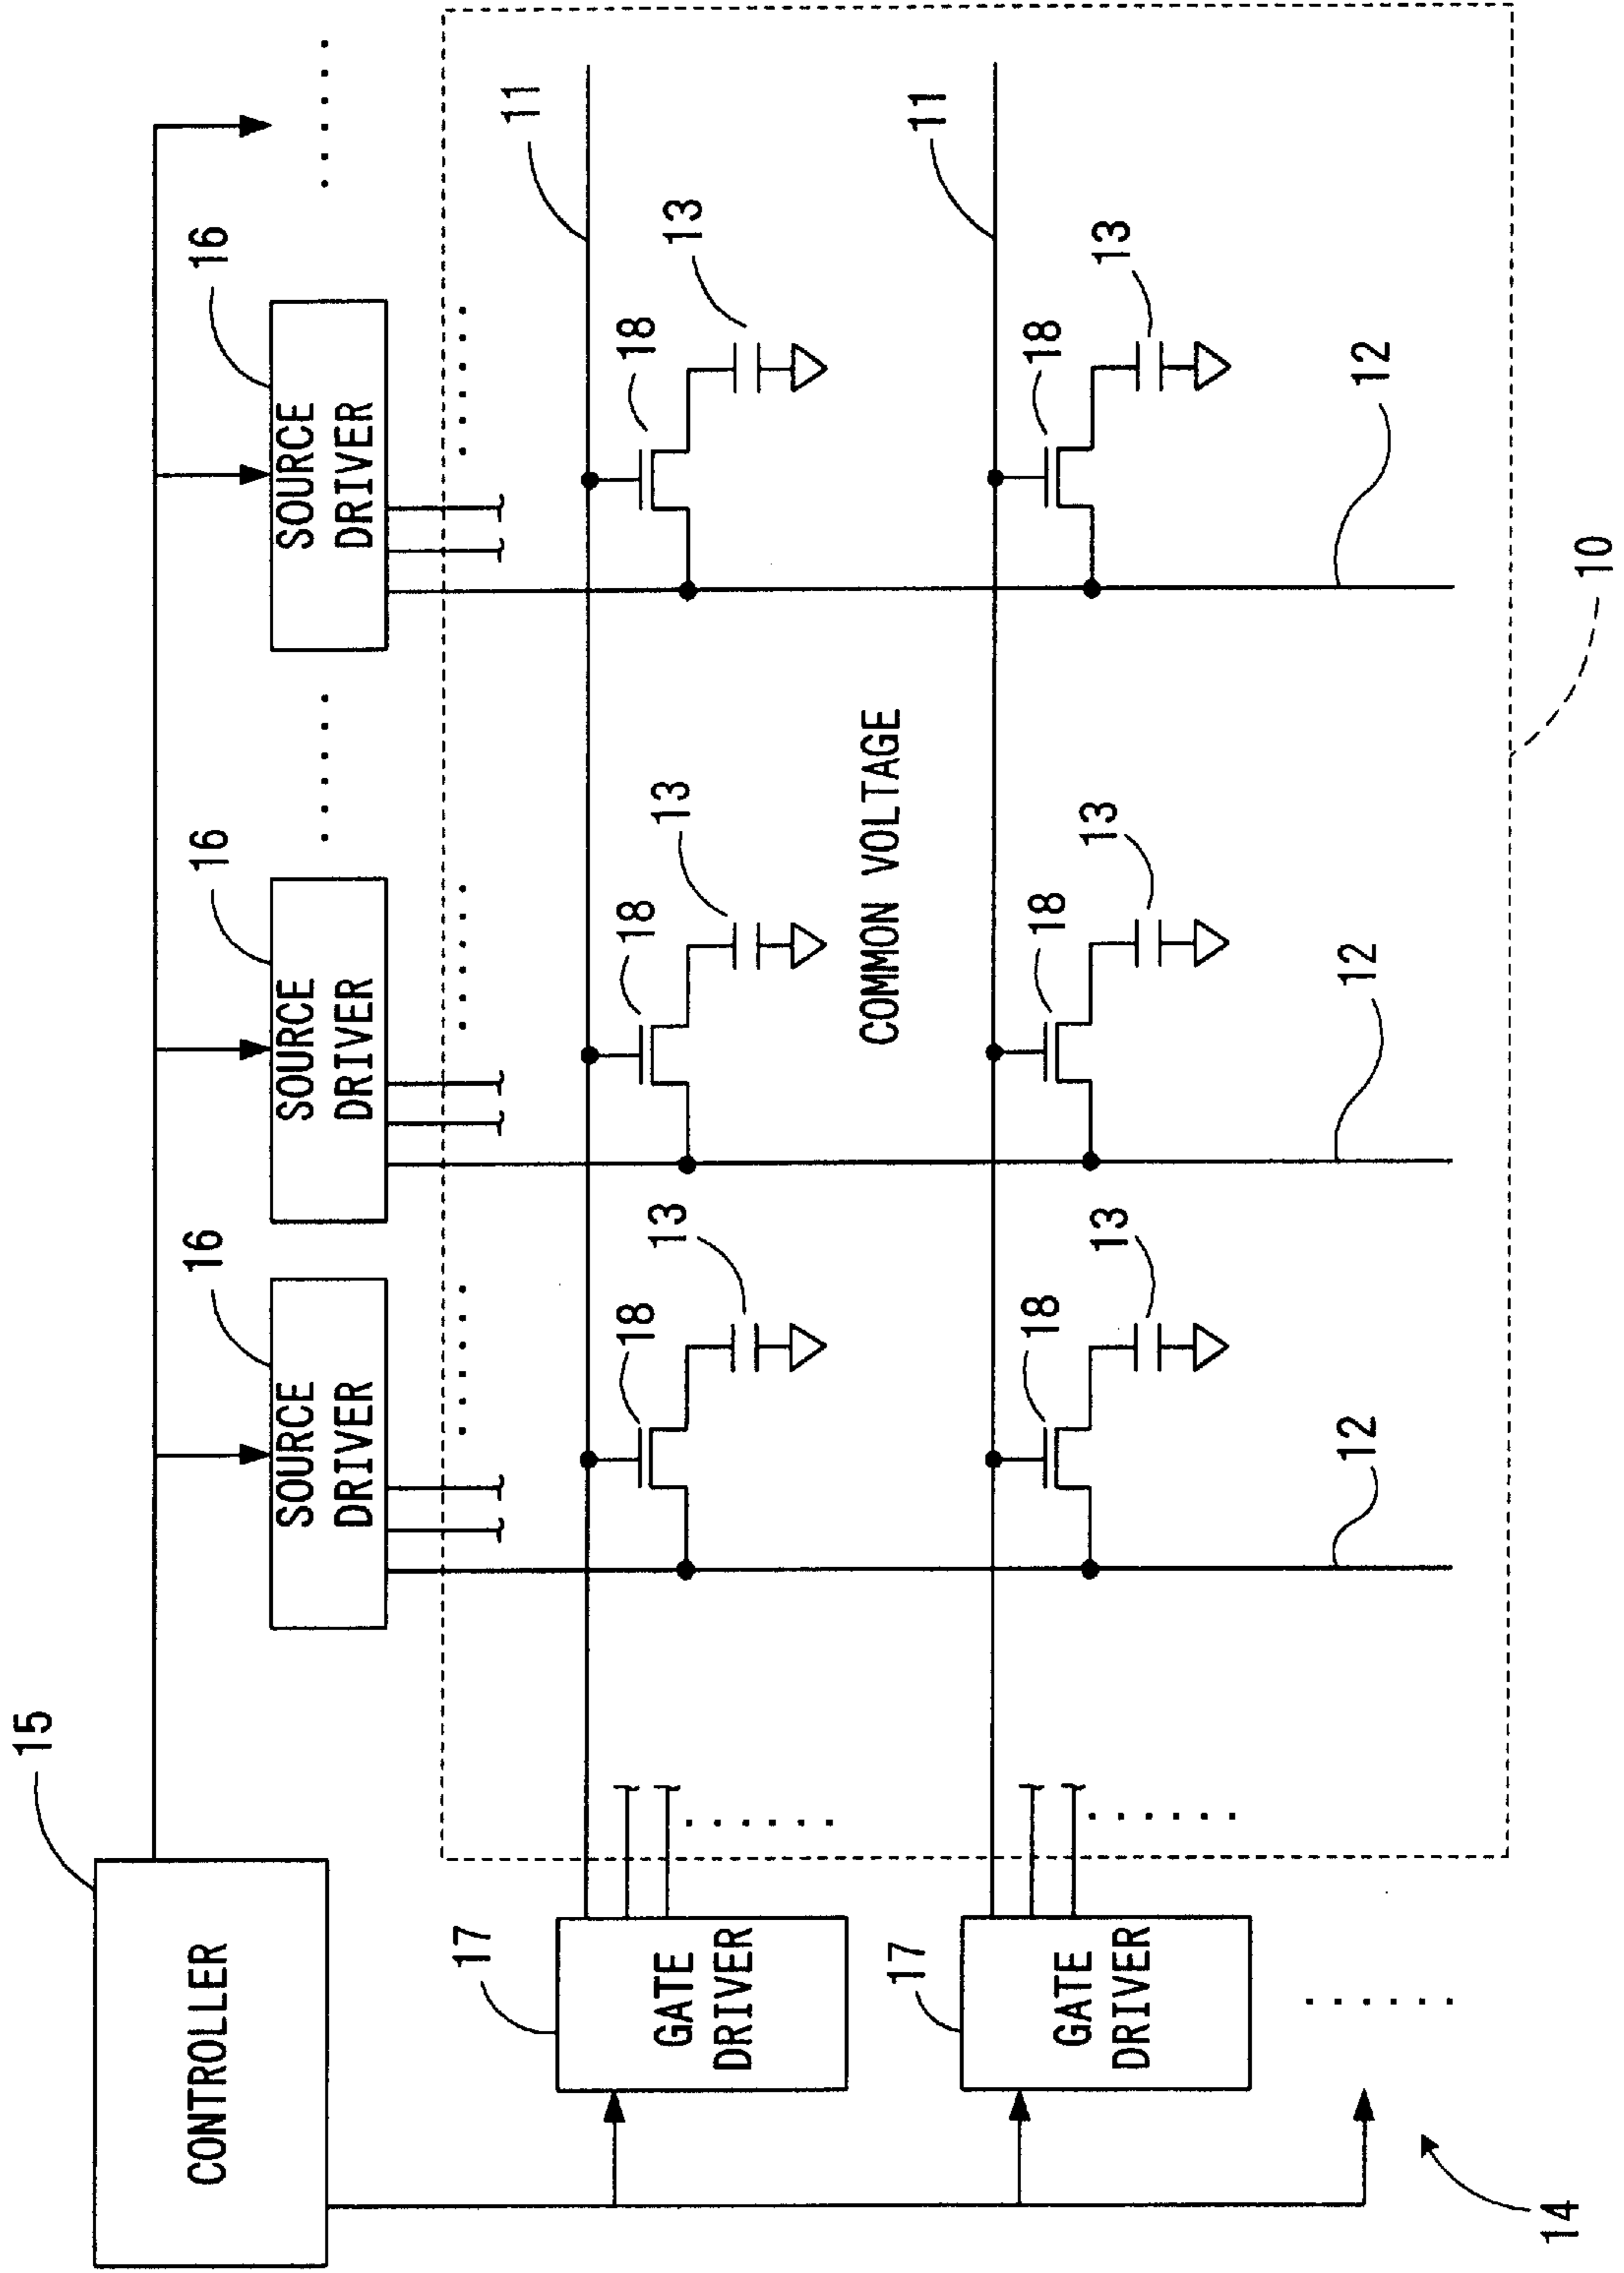 15
CONTROLLER
16
16
16
SOURCE
DRIVER
SOURCE
DRIVER
SOURCE
DRIVER
17
11
GATE
DRIVER
18
13
18
13
18
13
COMMON VOLTAGE
17
11
GATE
DRIVER
18
13
18
13
18
13
12
12
12
14
10